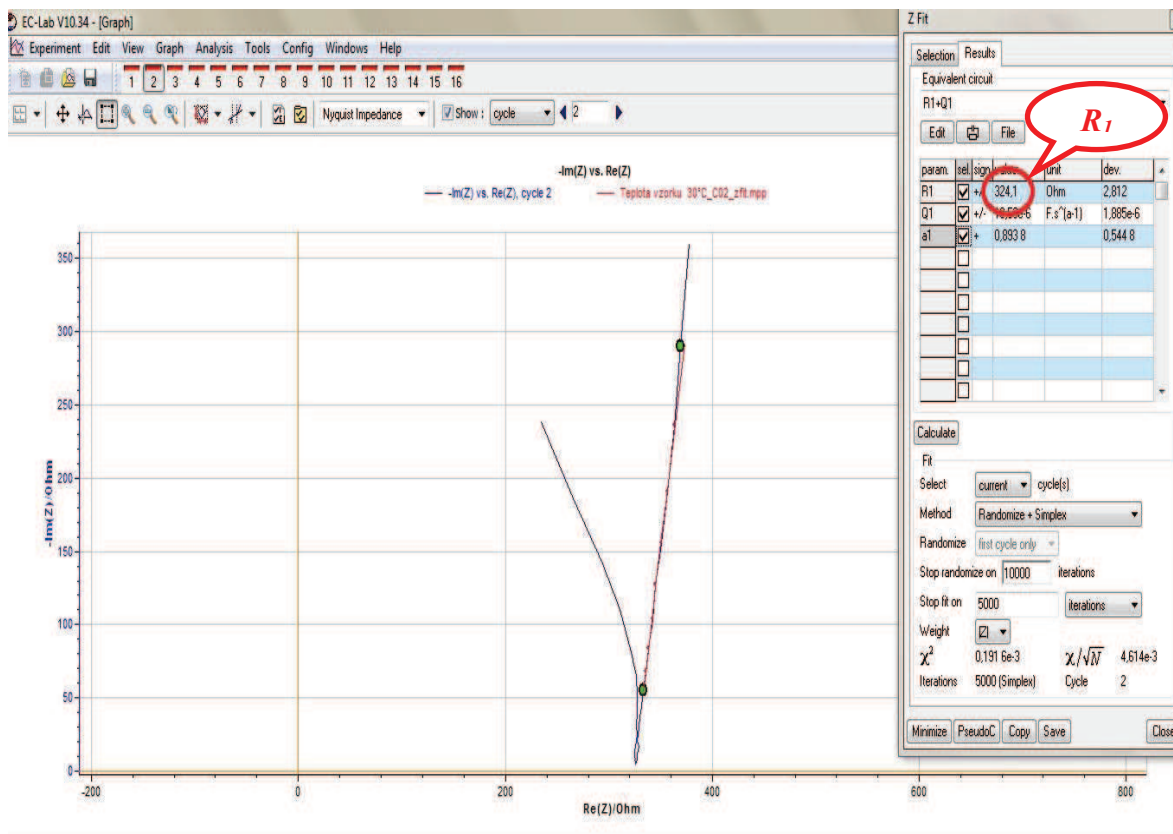 EC-Lab V10.34 - [Graph]
Experiment Edit View Graph Analysis Tools Config Windows Help
1 2 3 4 5 6 7 8 9 10 11 12 13 14 15 16
Nyquist Impedance Show : cycle 2
-Im(Z) vs. Re(Z)
-Im(Z) vs. Re(Z), cycle 2 Teplota vzorku 30°C_C02_zfit.mpp
350
300
250
200
150
100
50
0
-Im(Z)/Ohm
-200 0 200 400 600 800
Re(Z)/Ohm
Z Fit
Selection Results
Equivalent circuit
R1+Q1
Edit File
R1
param. sel. sign unit dev.
R1 +/- 324,1 Ohm 2,812
Q1 +/- F.s^(a-1) 1,885e-6
a1 + 0,893 8 0,544 8
Calculate
Fit
Select current cycle(s)
Method Randomize + Simplex
Randomize first cycle only
Stop randomize on 10000 iterations
Stop fit on 5000 iterations
Weight |Z|
χ² 0,191 6e-3 χ/√N 4,614e-3
Iterations 5000 (Simplex) Cycle 2
Minimize PseudoC Copy Save Close